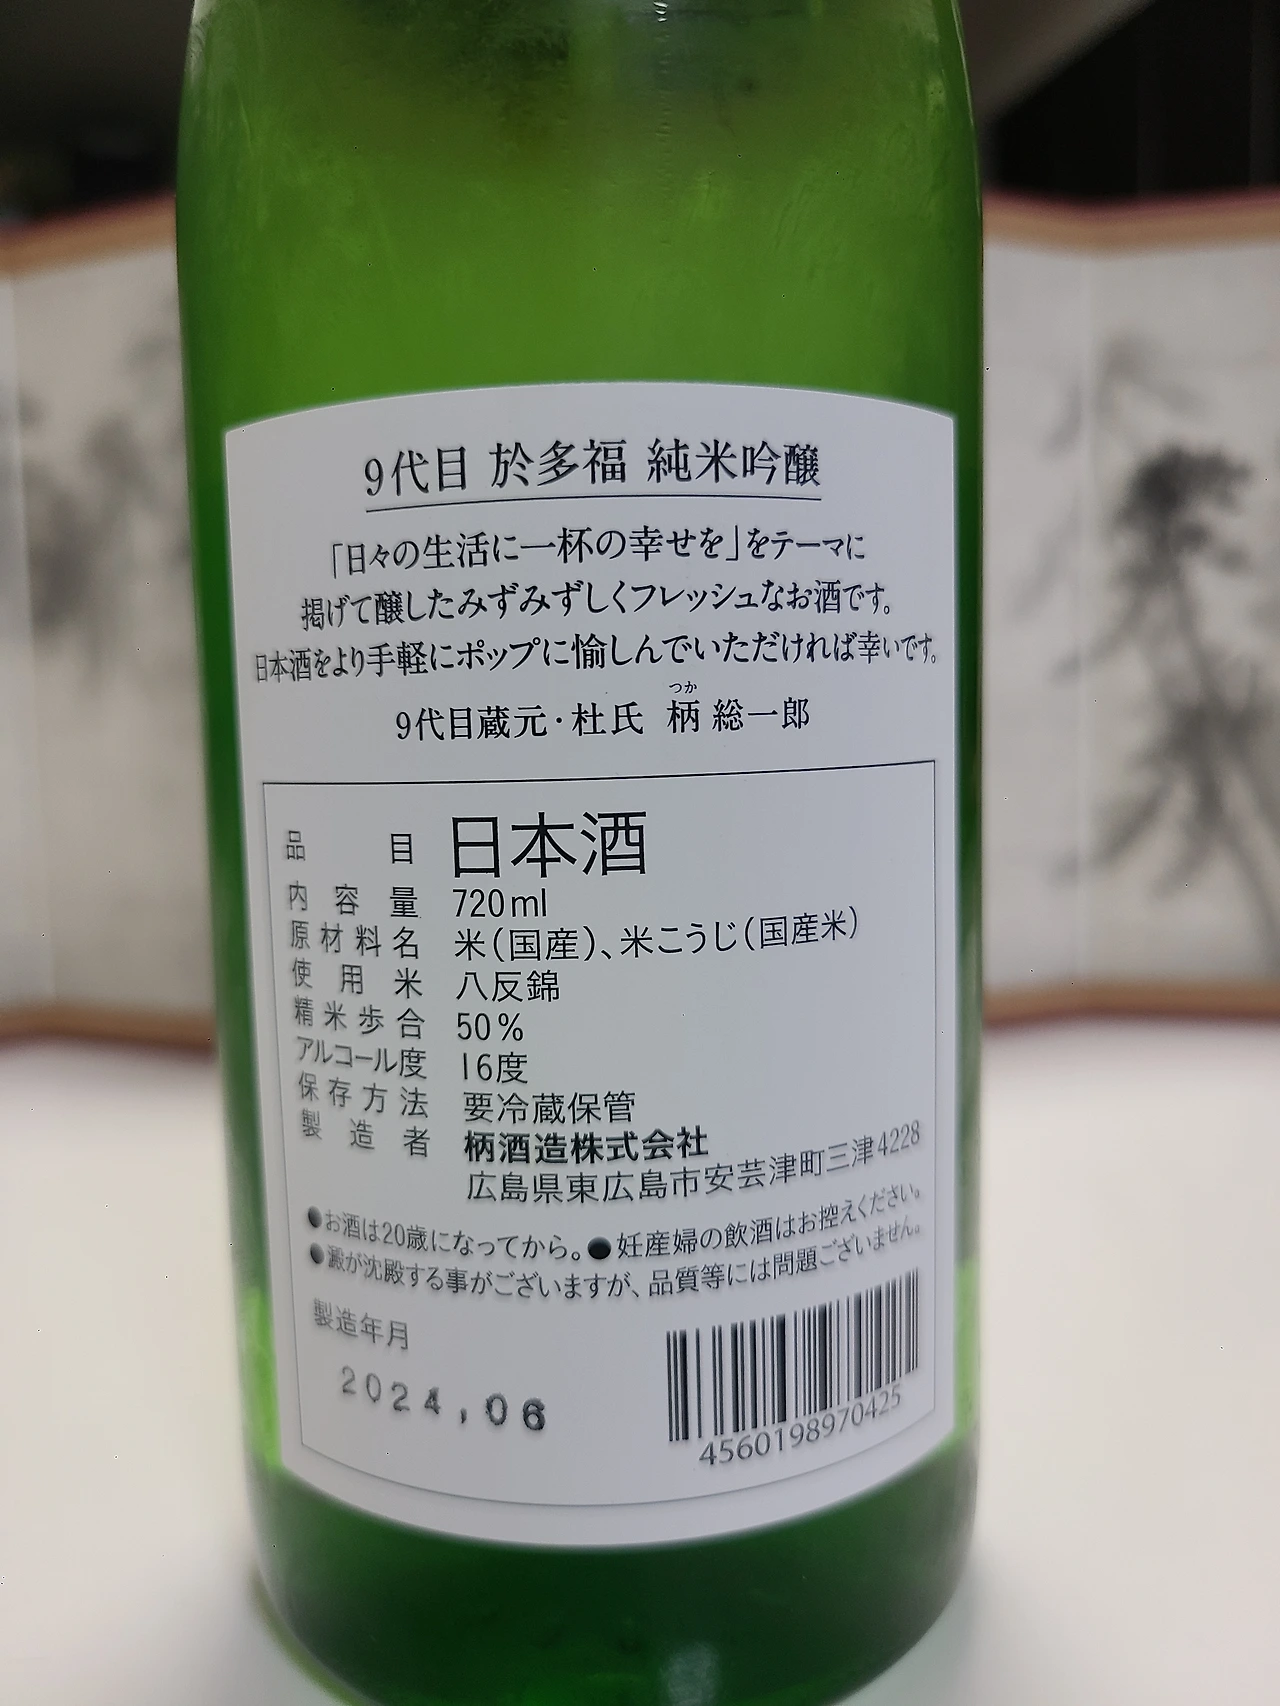 9代目 於多福 純米吟醸
「日々の生活に一杯の幸せを」をテーマに
掲げて醸したみずみずしくフレッシュなお酒です。
日本酒をより手軽にポップに愉しんでいただければ幸いです。
つか
9代目蔵元・杜氏 柄 総一郎
品目 日本酒
内容量 720ml
原材料名 米(国産)、米こうじ(国産米)
使用米 八反錦
精米歩合 50%
アルコール度 16度
保存方法 要冷蔵保管
製造者 柄酒造株式会社
広島県東広島市安芸津町三津4228
●お酒は20歳になってから。●妊産婦の飲酒はお控えください。
●澱が沈殿する事がございますが、品質等には問題ございません。
製造年月
2024,06
4560198970425